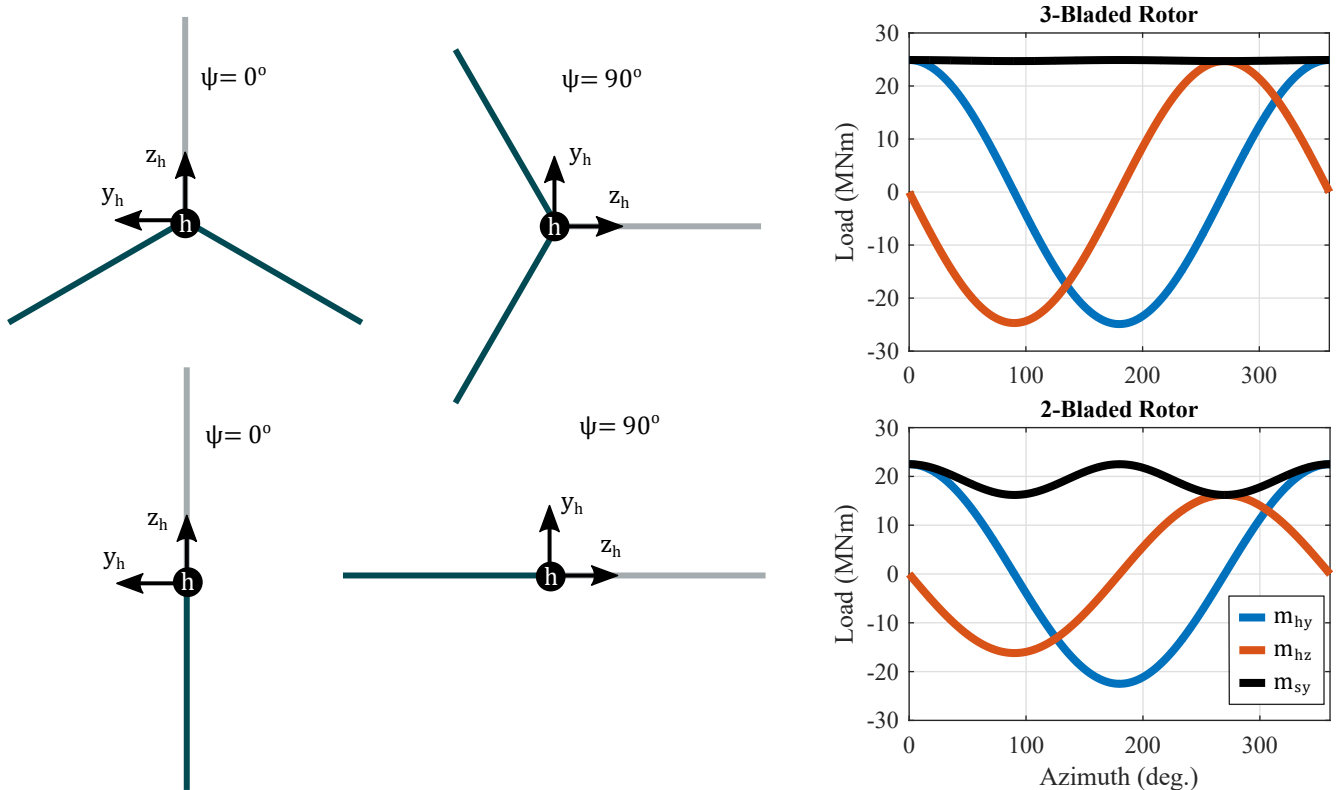 ψ= 0°
z_h
y_h
h
ψ= 90°
y_h
z_h
h
ψ= 0°
z_h
y_h
h
ψ= 90°
y_h
z_h
h
3-Bladed Rotor
30
20
10
0
-10
-20
-30
Load (MNm)
0 100 200 300
2-Bladed Rotor
30
20
10
0
-10
-20
-30
Load (MNm)
m_hy
m_hz
m_sy
0 100 200 300
Azimuth (deg.)